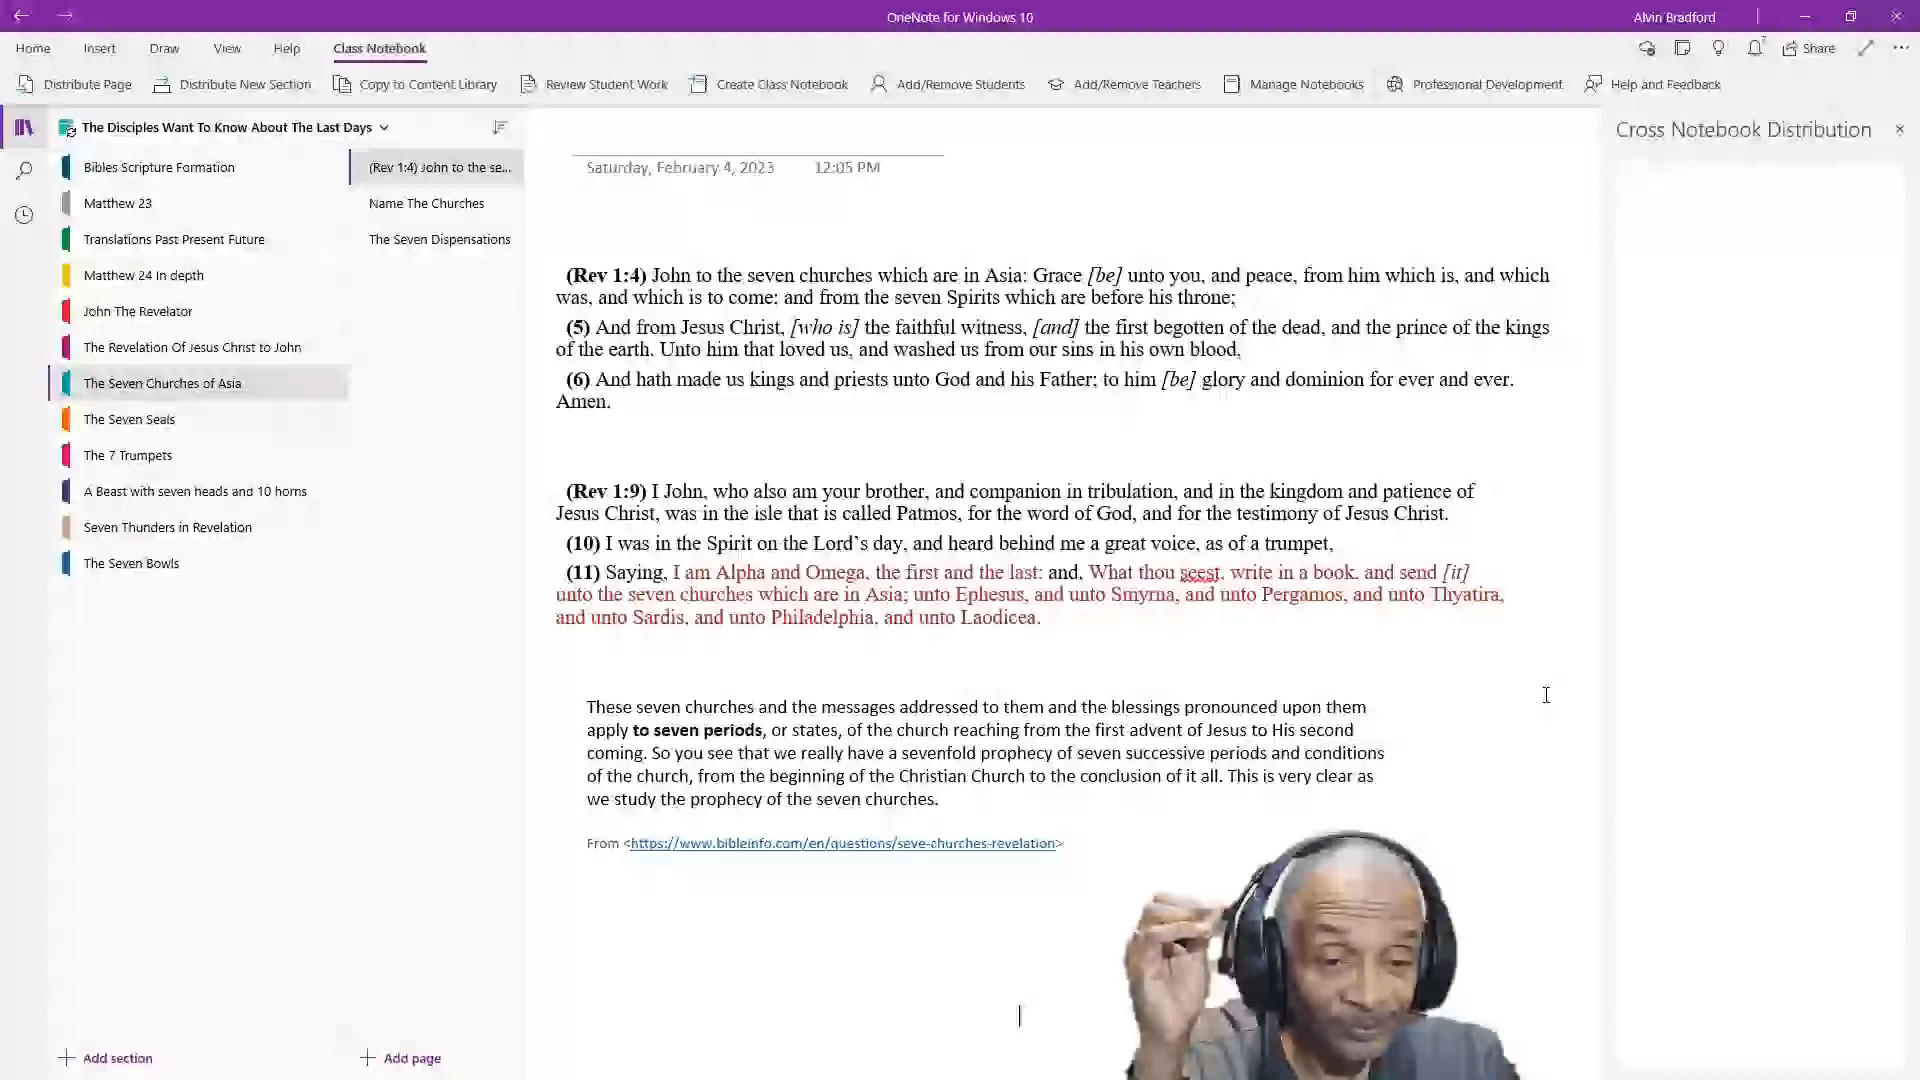 OneNote for Windows 10
Alvin Bradford
Home Insert Draw View Help Class Notebook
Share
Distribute Page Distribute New Section Copy to Content Library Review Student Work Create Class Notebook Add/Remove Students Add/Remove Teachers Manage Notebooks Professional Development Help and Feedback
The Disciples Want To Know About The Last Days
Bibles Scripture Formation
Matthew 23
Translations Past Present Future
Matthew 24 In depth
John The Revelator
The Revelation Of Jesus Christ to John
The Seven Churches of Asia
The Seven Seals
The 7 Trumpets
A Beast with seven heads and 10 horns
Seven Thunders in Revelation
The Seven Bowls
Add section
(Rev 1:4) John to the se...
Name The Churches
The Seven Dispensations
Add page
Saturday, February 4, 2023 12:05 PM
(Rev 1:4) John to the seven churches which are in Asia: Grace [be] unto you, and peace, from him which is, and which
was, and which is to come; and from the seven Spirits which are before his throne;
(5) And from Jesus Christ, [who is] the faithful witness, [and] the first begotten of the dead, and the prince of the kings
of the earth. Unto him that loved us, and washed us from our sins in his own blood,
(6) And hath made us kings and priests unto God and his Father; to him [be] glory and dominion for ever and ever.
Amen.
(Rev 1:9) I John, who also am your brother, and companion in tribulation, and in the kingdom and patience of
Jesus Christ, was in the isle that is called Patmos, for the word of God, and for the testimony of Jesus Christ.
(10) I was in the Spirit on the Lord's day, and heard behind me a great voice, as of a trumpet,
(11) Saying, I am Alpha and Omega, the first and the last: and, What thou seest, write in a book, and send [it]
unto the seven churches which are in Asia; unto Ephesus, and unto Smyrna, and unto Pergamos, and unto Thyatira,
and unto Sardis, and unto Philadelphia, and unto Laodicea.
These seven churches and the messages addressed to them and the blessings pronounced upon them
apply to seven periods, or states, of the church reaching from the first advent of Jesus to His second
coming. So you see that we really have a sevenfold prophecy of seven successive periods and conditions
of the church, from the beginning of the Christian Church to the conclusion of it all. This is very clear as
we study the prophecy of the seven churches.
From <https://www.bibleinfo.com/en/questions/seve-churches-revelation>
Cross Notebook Distribution